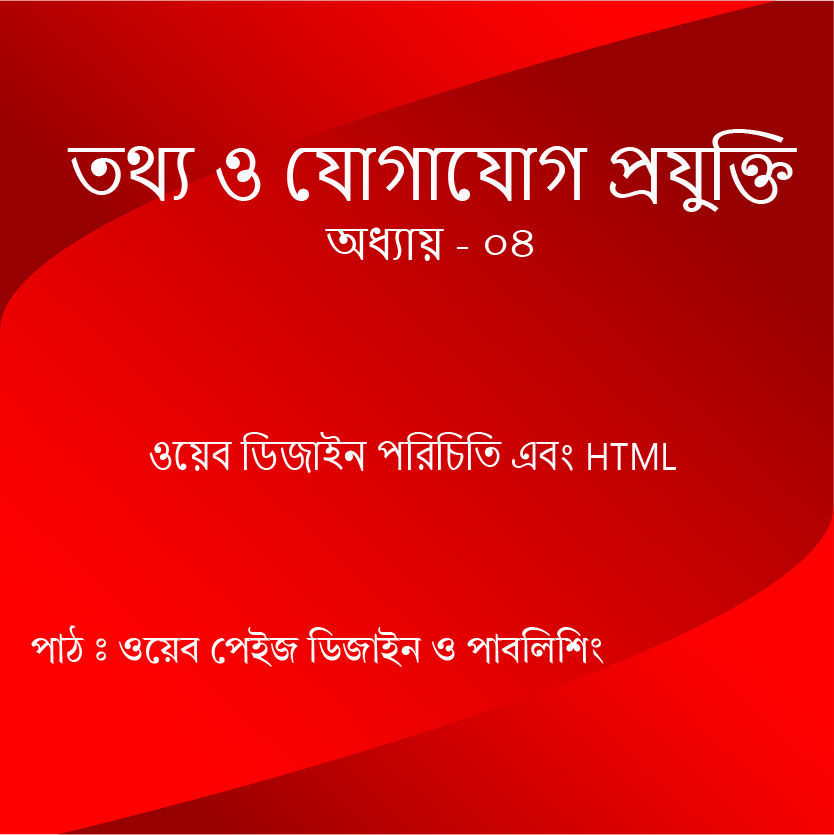 তথ্য ও যোগাযোগ প্রযুক্তি
অধ্যায় - ০৪
ওয়েব ডিজাইন পরিচিতি এবং HTML
পাঠ ঃ ওয়েব পেইজ ডিজাইন ও পাবলিশিং